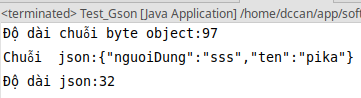 <terminated> Test_Gson [Java Application] /home/dccan/app/sof
Độ dài chuỗi byte object:97
Chuỗi  json:{"nguoiDung":"sss","ten":"pika"}
Độ dài json:32